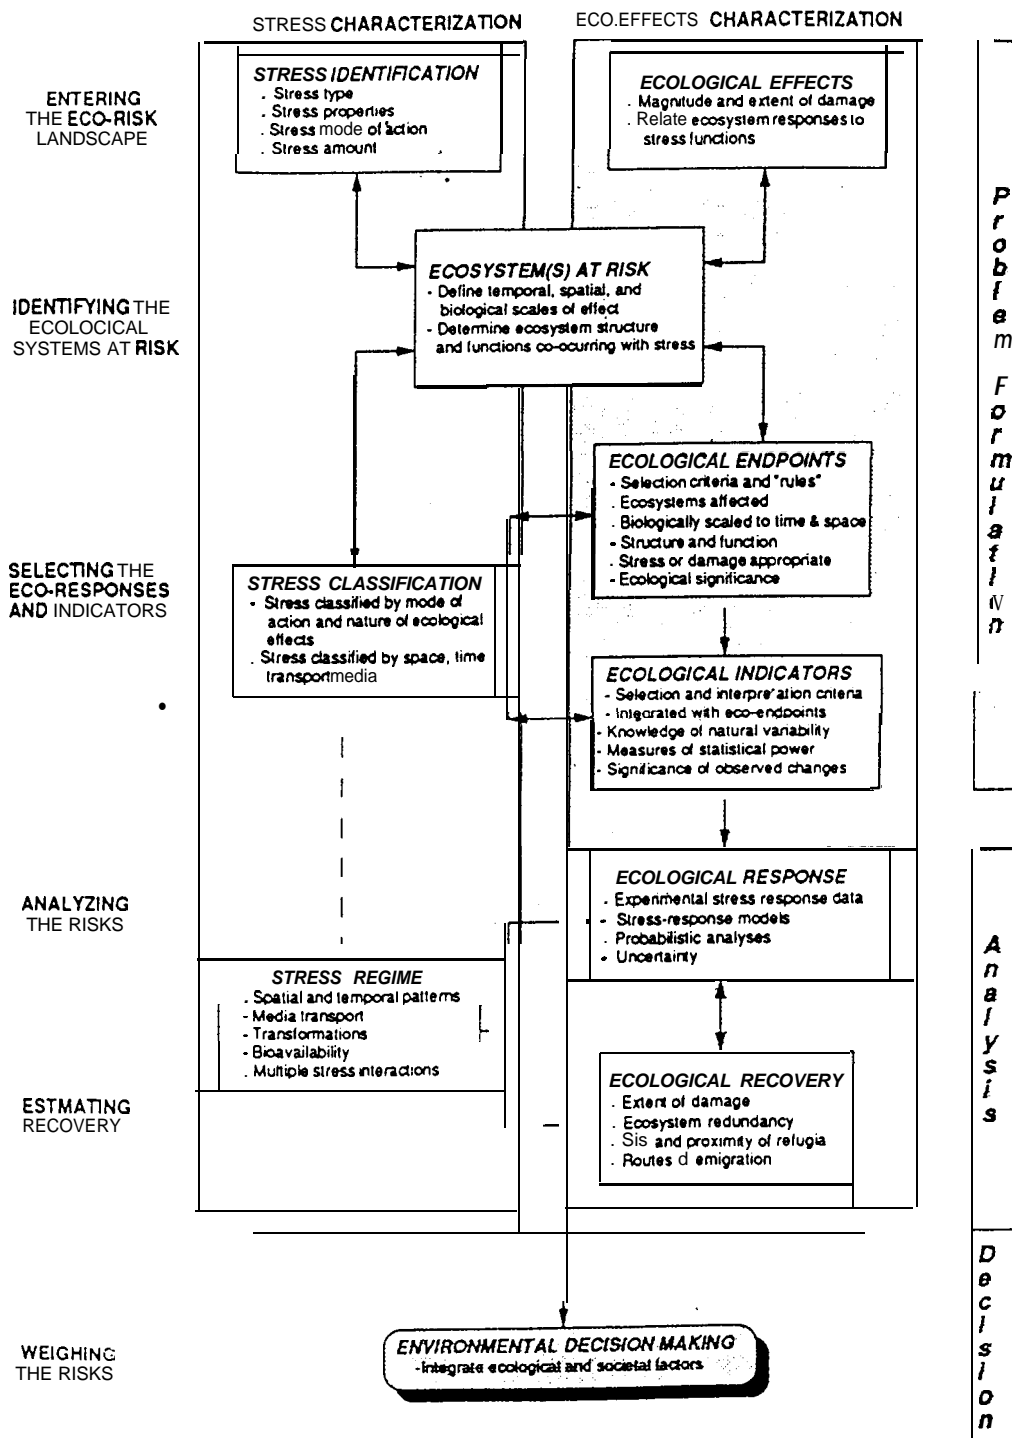 STRESS CHARACTERIZATION
ECO.EFFECTS CHARACTERIZATION
ENTERING
THE ECO-RISK
LANDSCAPE
STRESS IDENTIFICATION
. Stress type
. Stress properties
. Stress mode of action
. Stress amount
ECOLOGICAL EFFECTS
. Magnitude and extent of damage
. Relate ecosystem responses to
stress functions
IDENTIFYING THE
ECOLOCICAL
SYSTEMS AT RISK
ECOSYSTEM(S) AT RISK
- Define temporal, spatial, and
biological scales of effect
- Determine ecosystem structure
and functions co-ocurring with stress
ECOLOGICAL ENDPOINTS
- Selection criteria and "rules"
. Ecosystems affected
- Biologically scaled to time & space
- Structure and function
- Stress or damage appropriate
- Ecological significance
SELECTING THE
ECO-RESPONSES
AND INDICATORS
STRESS CLASSIFICATION
- Stress classified by mode of
action and nature of ecological
effects
. Stress classified by space, time
transport media
ECOLOGICAL INDICATORS
- Selection and interpretation criteria
- Integrated with eco-endpoints
- Knowledge of natural variability
- Measures of statistical power
- Significance of observed changes
ANALYZING
THE RISKS
ECOLOGICAL RESPONSE
. Experimental stress response data
- Stress-response models
. Probabilistic analyses
- Uncertainty
STRESS REGIME
. Spatial and temporal patterns
- Media transport
- Transformations
- Bioavailability
. Multiple stress interactions
ESTMATING
RECOVERY
ECOLOGICAL RECOVERY
. Extent of damage
. Ecosystem redundancy
. Sis and proximity of refugia
. Routes d emigration
WEIGHING
THE RISKS
ENVIRONMENTAL DECISION MAKING
-Integrate ecological and societal factors
Problem Formulation
Analysis
Decision